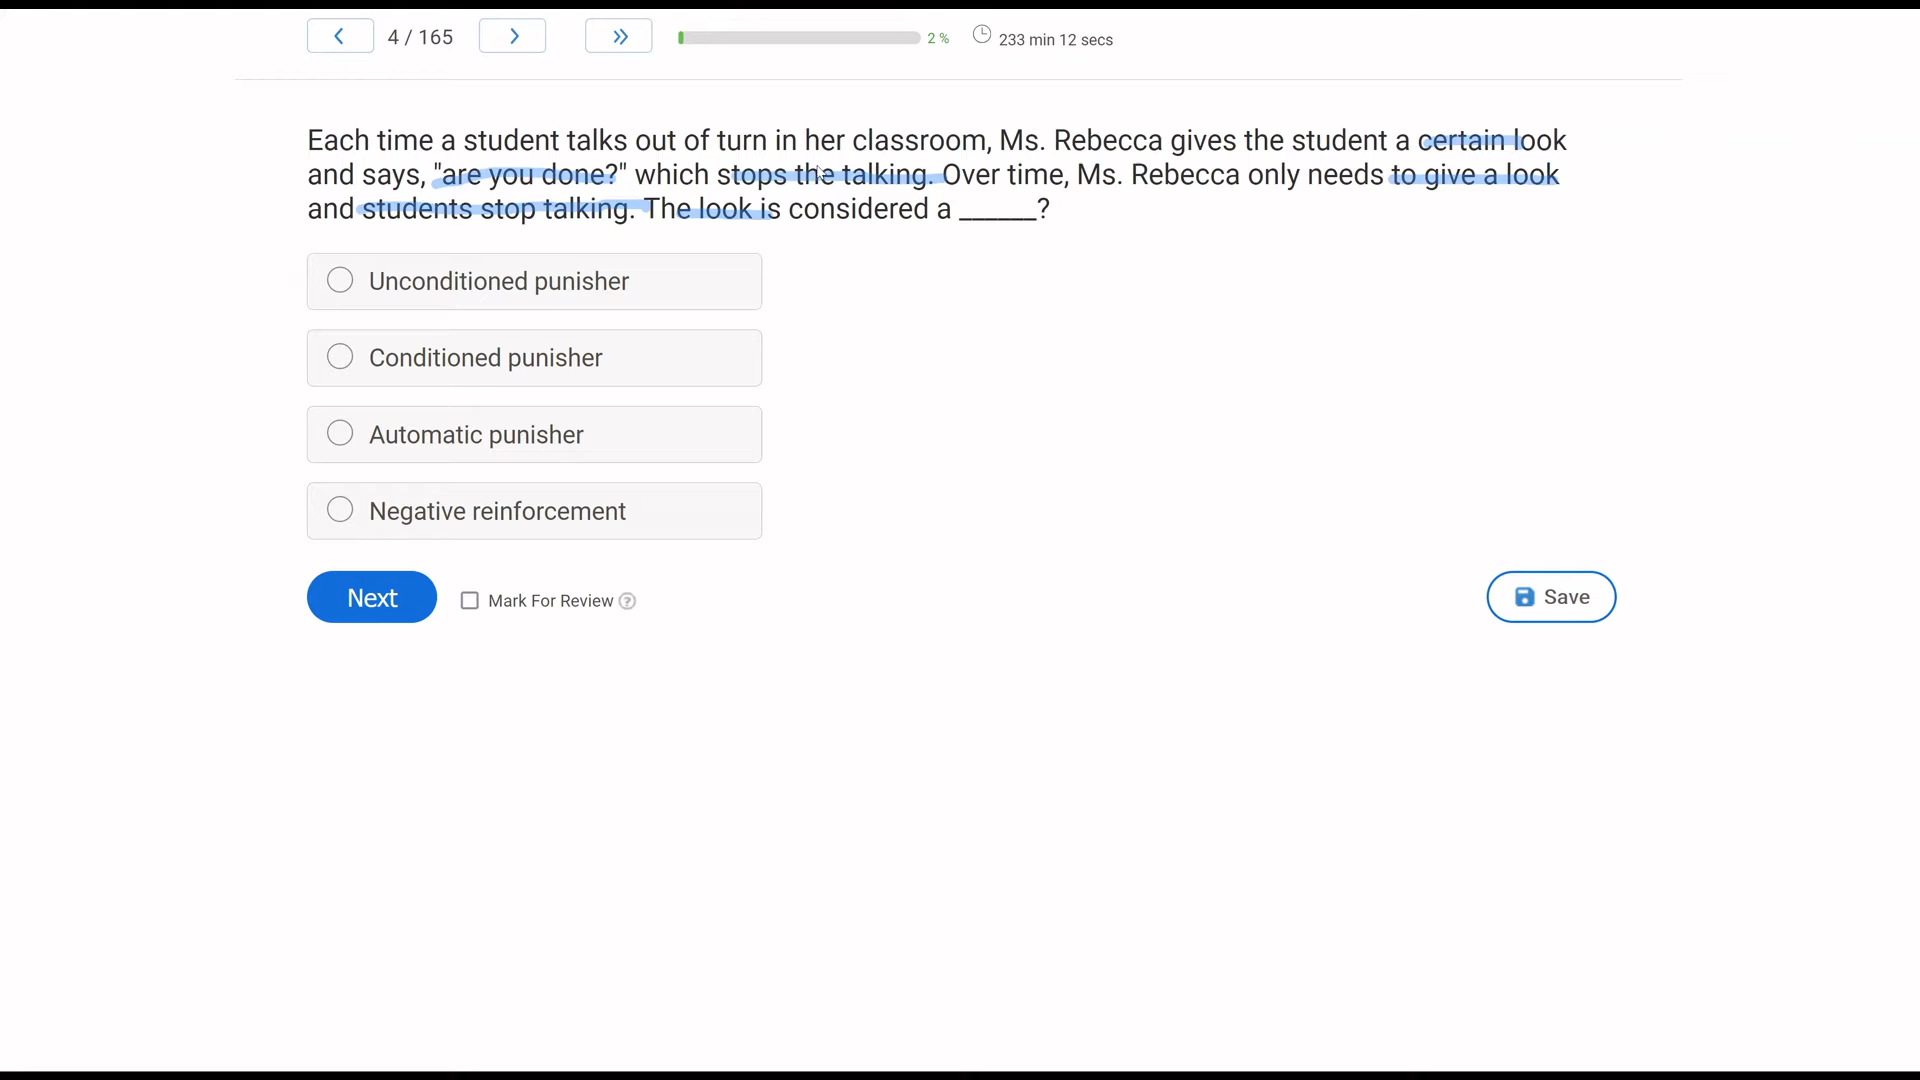 4 / 165
2 %
233 min 12 secs
Each time a student talks out of turn in her classroom, Ms. Rebecca gives the student a certain look
and says, "are you done?" which stops the talking. Over time, Ms. Rebecca only needs to give a look
and students stop talking. The look is considered a ______?
Unconditioned punisher
Conditioned punisher
Automatic punisher
Negative reinforcement
Next
Mark For Review ?
Save